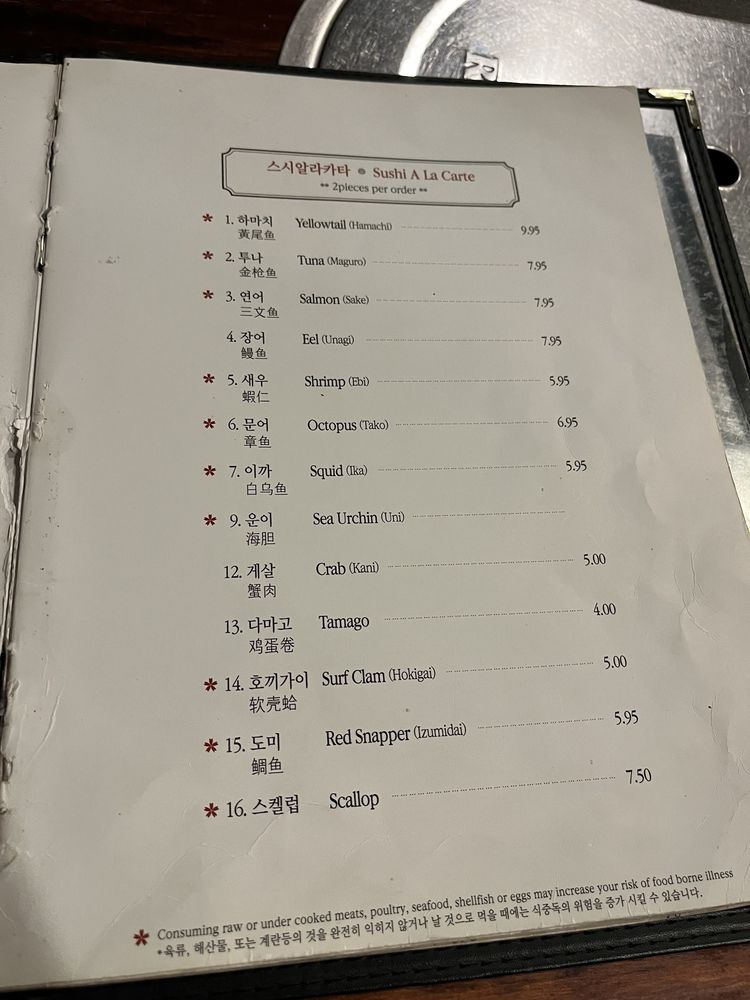 R
스시알라카타 ● Sushi A La Carte
** 2pieces per order **
* 1. 하마치 Yellowtail (Hamachi) 9.95
黃尾鱼
* 2. 투나 Tuna (Maguro) 7.95
金枪鱼
* 3. 연어 Salmon (Sake) 7.95
三文鱼
4. 장어 Eel (Unagi) 7.95
鳗鱼
* 5. 새우 Shrimp (Ebi) 5.95
蝦仁
* 6. 문어 Octopus (Tako) 6.95
章鱼
* 7. 이까 Squid (Ika) 5.95
白乌鱼
* 9. 운이 Sea Urchin (Uni)
海胆
12. 게살 Crab (Kani) 5.00
蟹肉
13. 다마고 Tamago 4.00
鸡蛋卷
* 14. 호끼가이 Surf Clam (Hokigai) 5.00
软壳蛤
* 15. 도미 Red Snapper (Izumidai) 5.95
鲷鱼
* 16. 스켈럽 Scallop 7.50
* Consuming raw or under cooked meats, poultry, seafood, shellfish or eggs may increase your risk of food borne illness
*육류, 해산물, 또는 계란등의 것을 완전히 익히지 않거나 날 것으로 먹을 때에는 식중독의 위험을 증가 시킬 수 있습니다.